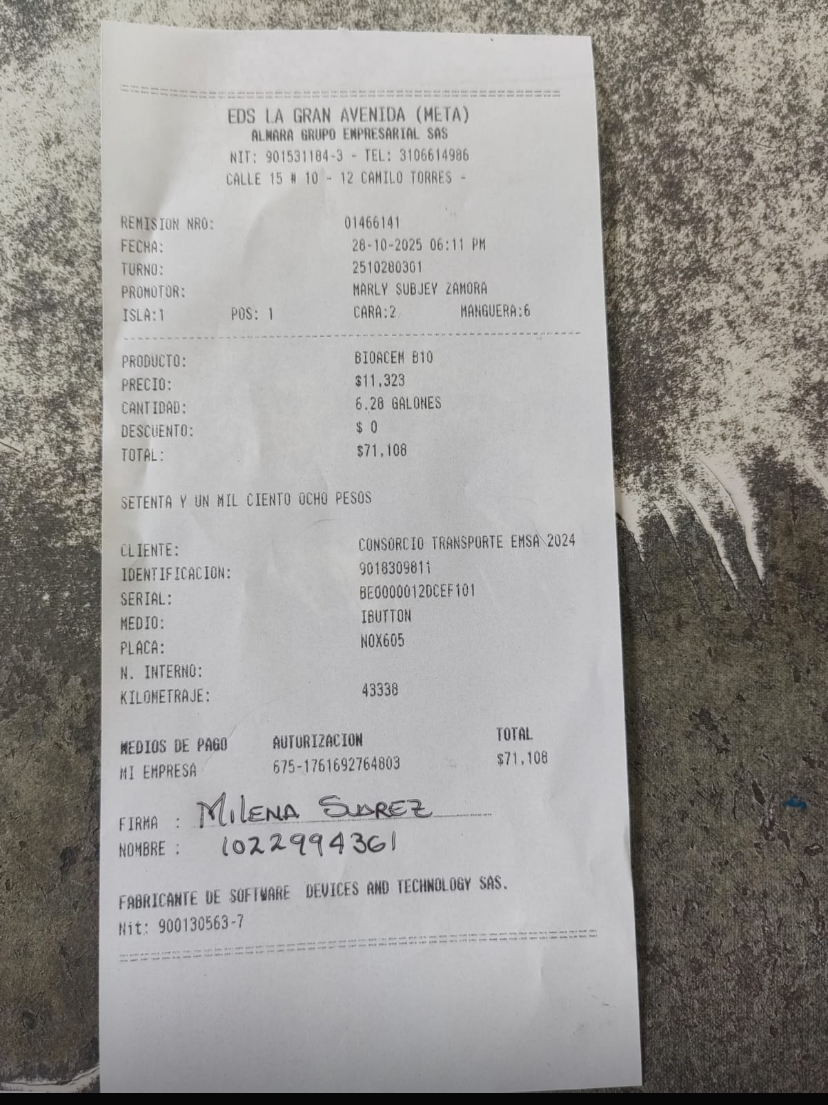 EDS LA GRAN AVENIDA (META)
ALMARA GRUPO EMPRESARIAL SAS
NIT: 901531184-3 - TEL: 3106614986
CALLE 15 # 10 - 12 CAMILO TORRES -
REMISION NRO: 01466141
FECHA: 28-10-2025 06:11 PM
TURNO: 2510280301
PROMOTOR: MARLY SUBJEY ZAMORA
ISLA:1 POS: 1 CARA:2 MANGUERA:6
PRODUCTO: BIOACEM B10
PRECIO: $11,323
CANTIDAD: 6.28 GALONES
DESCUENTO: $ 0
TOTAL: $71,108
SETENTA Y UN MIL CIENTO OCHO PESOS
CLIENTE: CONSORCIO TRANSPORTE EMSA 2024
IDENTIFICACION: 9018309811
SERIAL: BE0000012DCEF101
MEDIO: IBUTTON
PLACA: NOX605
N. INTERNO:
KILOMETRAJE: 43338
MEDIOS DE PAGO AUTORIZACION TOTAL
MI EMPRESA 675-1761692764803 $71,108
FIRMA : MILENA SUAREZ
NOMBRE : 1022994361
FABRICANTE DE SOFTWARE DEVICES AND TECHNOLOGY SAS.
Nit: 900130563-7